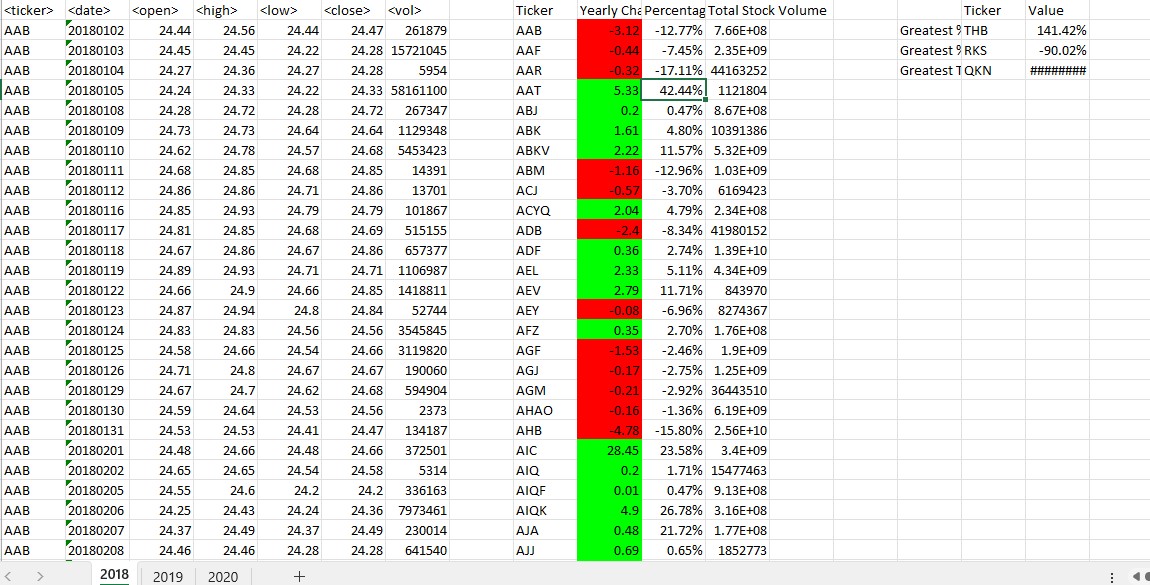 <ticker> <date> <open> <high> <low> <close> <vol> Ticker Yearly Cha Percentag Total Stock Volume Ticker Value
AAB 20180102 24.44 24.56 24.44 24.47 261879 AAB -3.12 -12.77% 7.66E+08 Greatest % THB 141.42%
AAB 20180103 24.45 24.45 24.22 24.28 15721045 AAF -0.44 -7.45% 2.35E+09 Greatest % RKS -90.02%
AAB 20180104 24.27 24.36 24.27 24.28 5954 AAR -0.32 -17.11% 44163252 Greatest T QKN ########
AAB 20180105 24.24 24.33 24.22 24.33 58161100 AAT 5.33 42.44% 1121804
AAB 20180108 24.28 24.72 24.28 24.72 267347 ABJ 0.2 0.47% 8.67E+08
AAB 20180109 24.73 24.73 24.64 24.64 1129348 ABK 1.61 4.80% 10391386
AAB 20180110 24.62 24.78 24.57 24.68 5453423 ABKV 2.22 11.57% 5.32E+09
AAB 20180111 24.68 24.85 24.68 24.85 14391 ABM -1.16 -12.96% 1.03E+09
AAB 20180112 24.86 24.86 24.71 24.86 13701 ACJ -0.57 -3.70% 6169423
AAB 20180116 24.85 24.93 24.79 24.79 101867 ACYQ 2.04 4.79% 2.34E+08
AAB 20180117 24.81 24.85 24.68 24.69 515155 ADB -2.4 -8.34% 41980152
AAB 20180118 24.67 24.86 24.67 24.86 657377 ADF 0.36 2.74% 1.39E+10
AAB 20180119 24.89 24.93 24.71 24.71 1106987 AEL 2.33 5.11% 4.34E+09
AAB 20180122 24.66 24.9 24.66 24.85 1418811 AEV 2.79 11.71% 843970
AAB 20180123 24.87 24.94 24.8 24.84 52744 AEY -0.08 -6.96% 8274367
AAB 20180124 24.83 24.83 24.56 24.56 3545845 AFZ 0.35 2.70% 1.76E+08
AAB 20180125 24.58 24.66 24.54 24.66 3119820 AGF -1.53 -2.46% 1.9E+09
AAB 20180126 24.71 24.8 24.67 24.67 190060 AGJ -0.17 -2.75% 1.25E+09
AAB 20180129 24.67 24.7 24.62 24.68 594904 AGM -0.21 -2.92% 36443510
AAB 20180130 24.59 24.64 24.53 24.56 2373 AHAO -0.16 -1.36% 6.19E+09
AAB 20180131 24.53 24.53 24.41 24.47 134187 AHB -4.78 -15.80% 2.56E+10
AAB 20180201 24.48 24.66 24.48 24.66 372501 AIC 28.45 23.58% 3.4E+09
AAB 20180202 24.65 24.65 24.54 24.58 5314 AIQ 0.2 1.71% 15477463
AAB 20180205 24.55 24.6 24.2 24.2 336163 AIQF 0.01 0.47% 9.13E+08
AAB 20180206 24.25 24.43 24.24 24.36 7973461 AIQK 4.9 26.78% 3.16E+08
AAB 20180207 24.37 24.49 24.37 24.49 230014 AJA 0.48 21.72% 1.77E+08
AAB 20180208 24.46 24.46 24.28 24.28 641540 AJJ 0.69 0.65% 1852773
2018 2019 2020